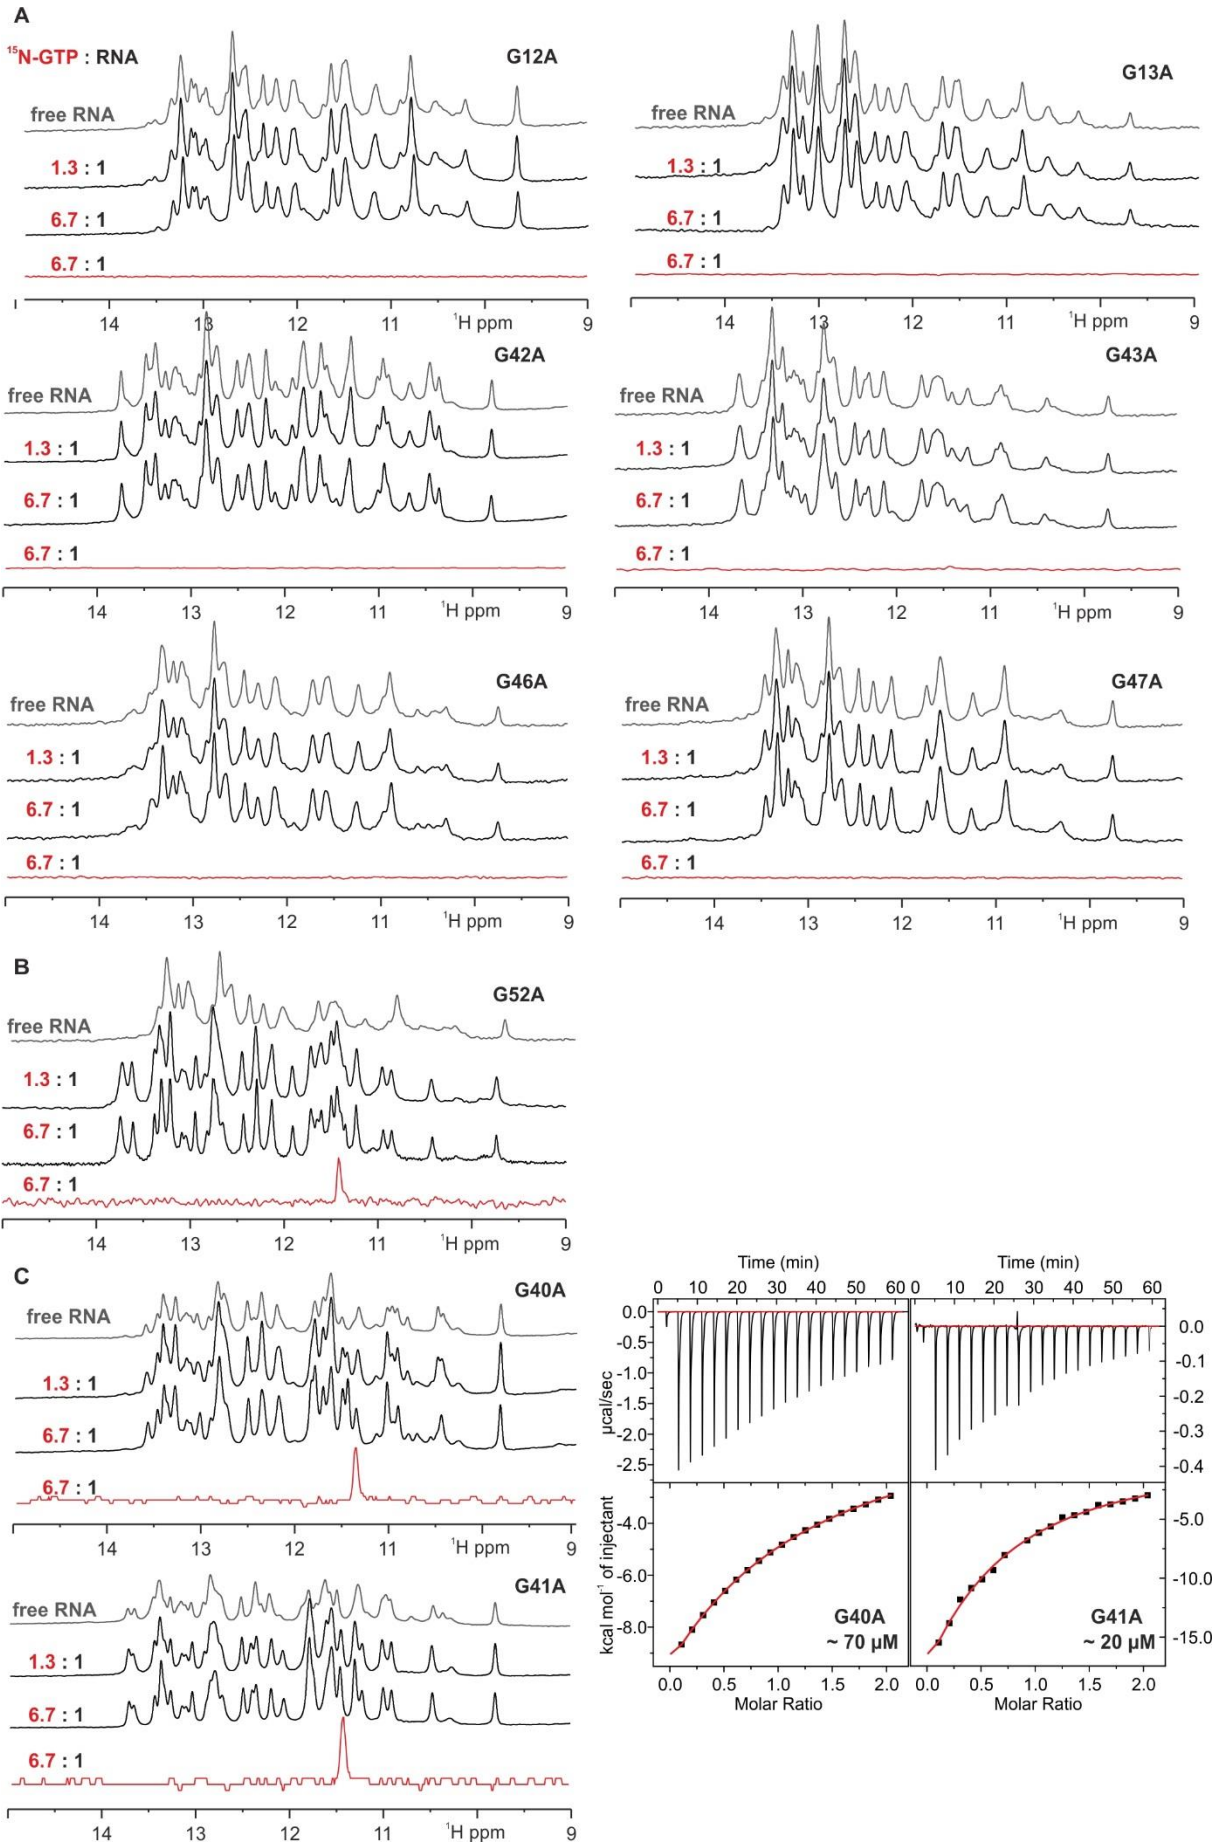 A
¹⁵N-GTP : RNA
G12A
free RNA
1.3 : 1
6.7 : 1
6.7 : 1
14 13 12 11 ¹H ppm 9
G13A
free RNA
1.3 : 1
6.7 : 1
6.7 : 1
14 13 12 11 ¹H ppm 9
G42A
free RNA
1.3 : 1
6.7 : 1
6.7 : 1
14 13 12 11 ¹H ppm 9
G43A
free RNA
1.3 : 1
6.7 : 1
6.7 : 1
14 13 12 11 ¹H ppm 9
G46A
free RNA
1.3 : 1
6.7 : 1
6.7 : 1
14 13 12 11 ¹H ppm 9
G47A
free RNA
1.3 : 1
6.7 : 1
6.7 : 1
14 13 12 11 ¹H ppm 9
B
G52A
free RNA
1.3 : 1
6.7 : 1
6.7 : 1
14 13 12 11 ¹H ppm 9
C
G40A
free RNA
1.3 : 1
6.7 : 1
6.7 : 1
14 13 12 11 ¹H ppm 9
G41A
free RNA
1.3 : 1
6.7 : 1
6.7 : 1
14 13 12 11 ¹H ppm 9
Time (min)
0 10 20 30 40 50 60
0.0
-0.5
-1.0
-1.5
-2.0
-2.5
µcal/sec
-4.0
-6.0
-8.0
kcal mol⁻¹ of injectant
G40A
~ 70 µM
0.0 0.5 1.0 1.5 2.0
Molar Ratio
Time (min)
0 10 20 30 40 50 60
0.0
-0.1
-0.2
-0.3
-0.4
-5.0
-10.0
-15.0
G41A
~ 20 µM
0.0 0.5 1.0 1.5 2.0
Molar Ratio